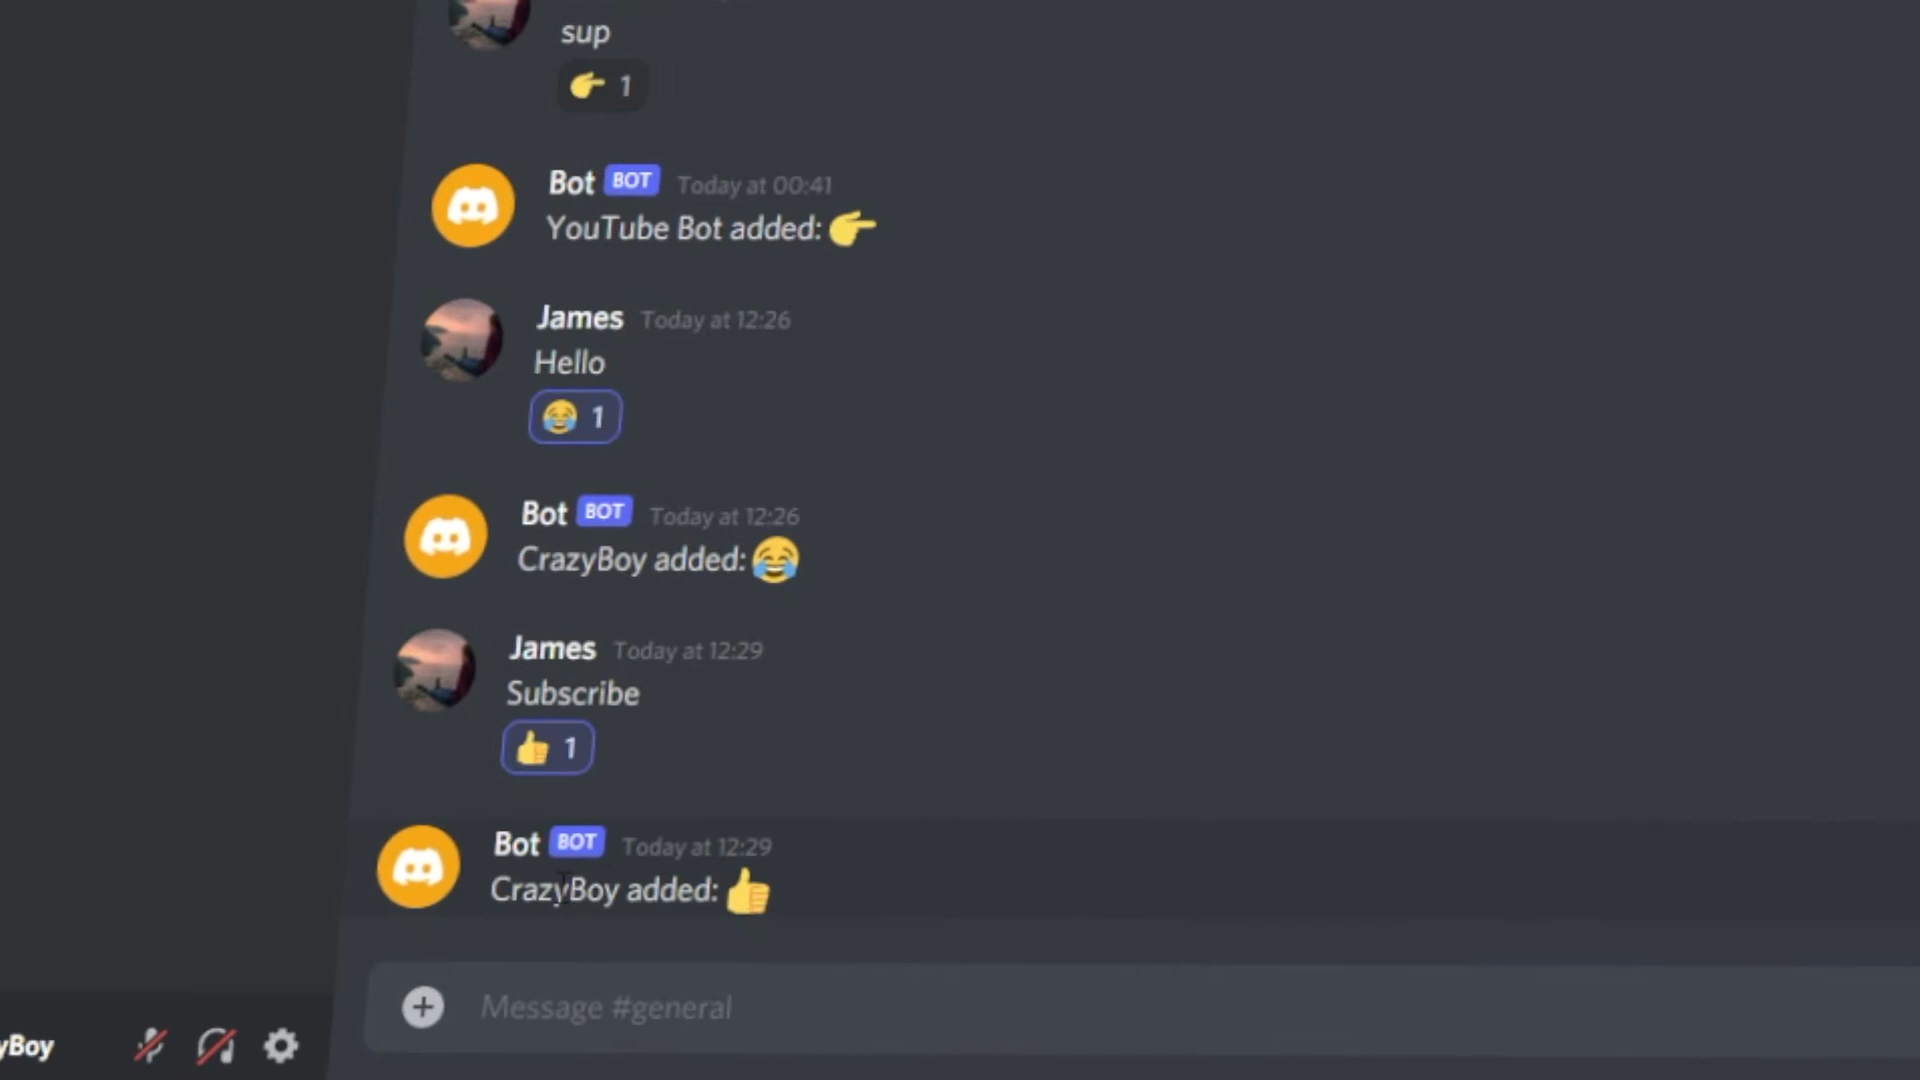 sup
👉 1
Bot BOT Today at 00:41
YouTube Bot added: 👉
James Today at 12:26
Hello
😂 1
Bot BOT Today at 12:26
CrazyBoy added: 😂
James Today at 12:29
Subscribe
👍 1
Bot BOT Today at 12:29
CrazyBoy added: 👍
Message #general
yBoy